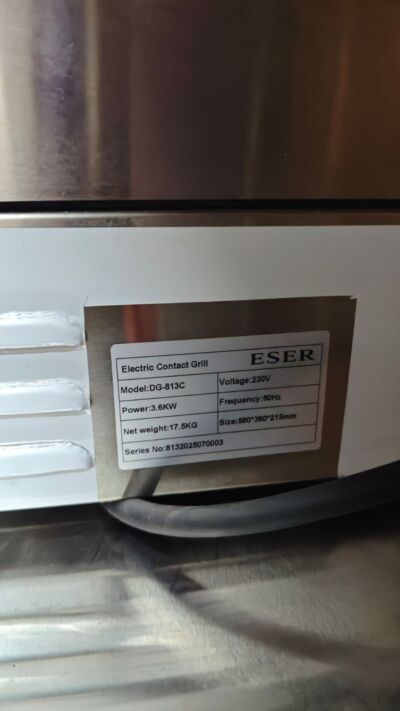 Electric Contact Grill ESER
Model:DG-813C Voltage:230V
Power:3.6KW Frequency:50Hz
Net weight:17.5KG Size:580*360*215mm
Series No:8132025070003